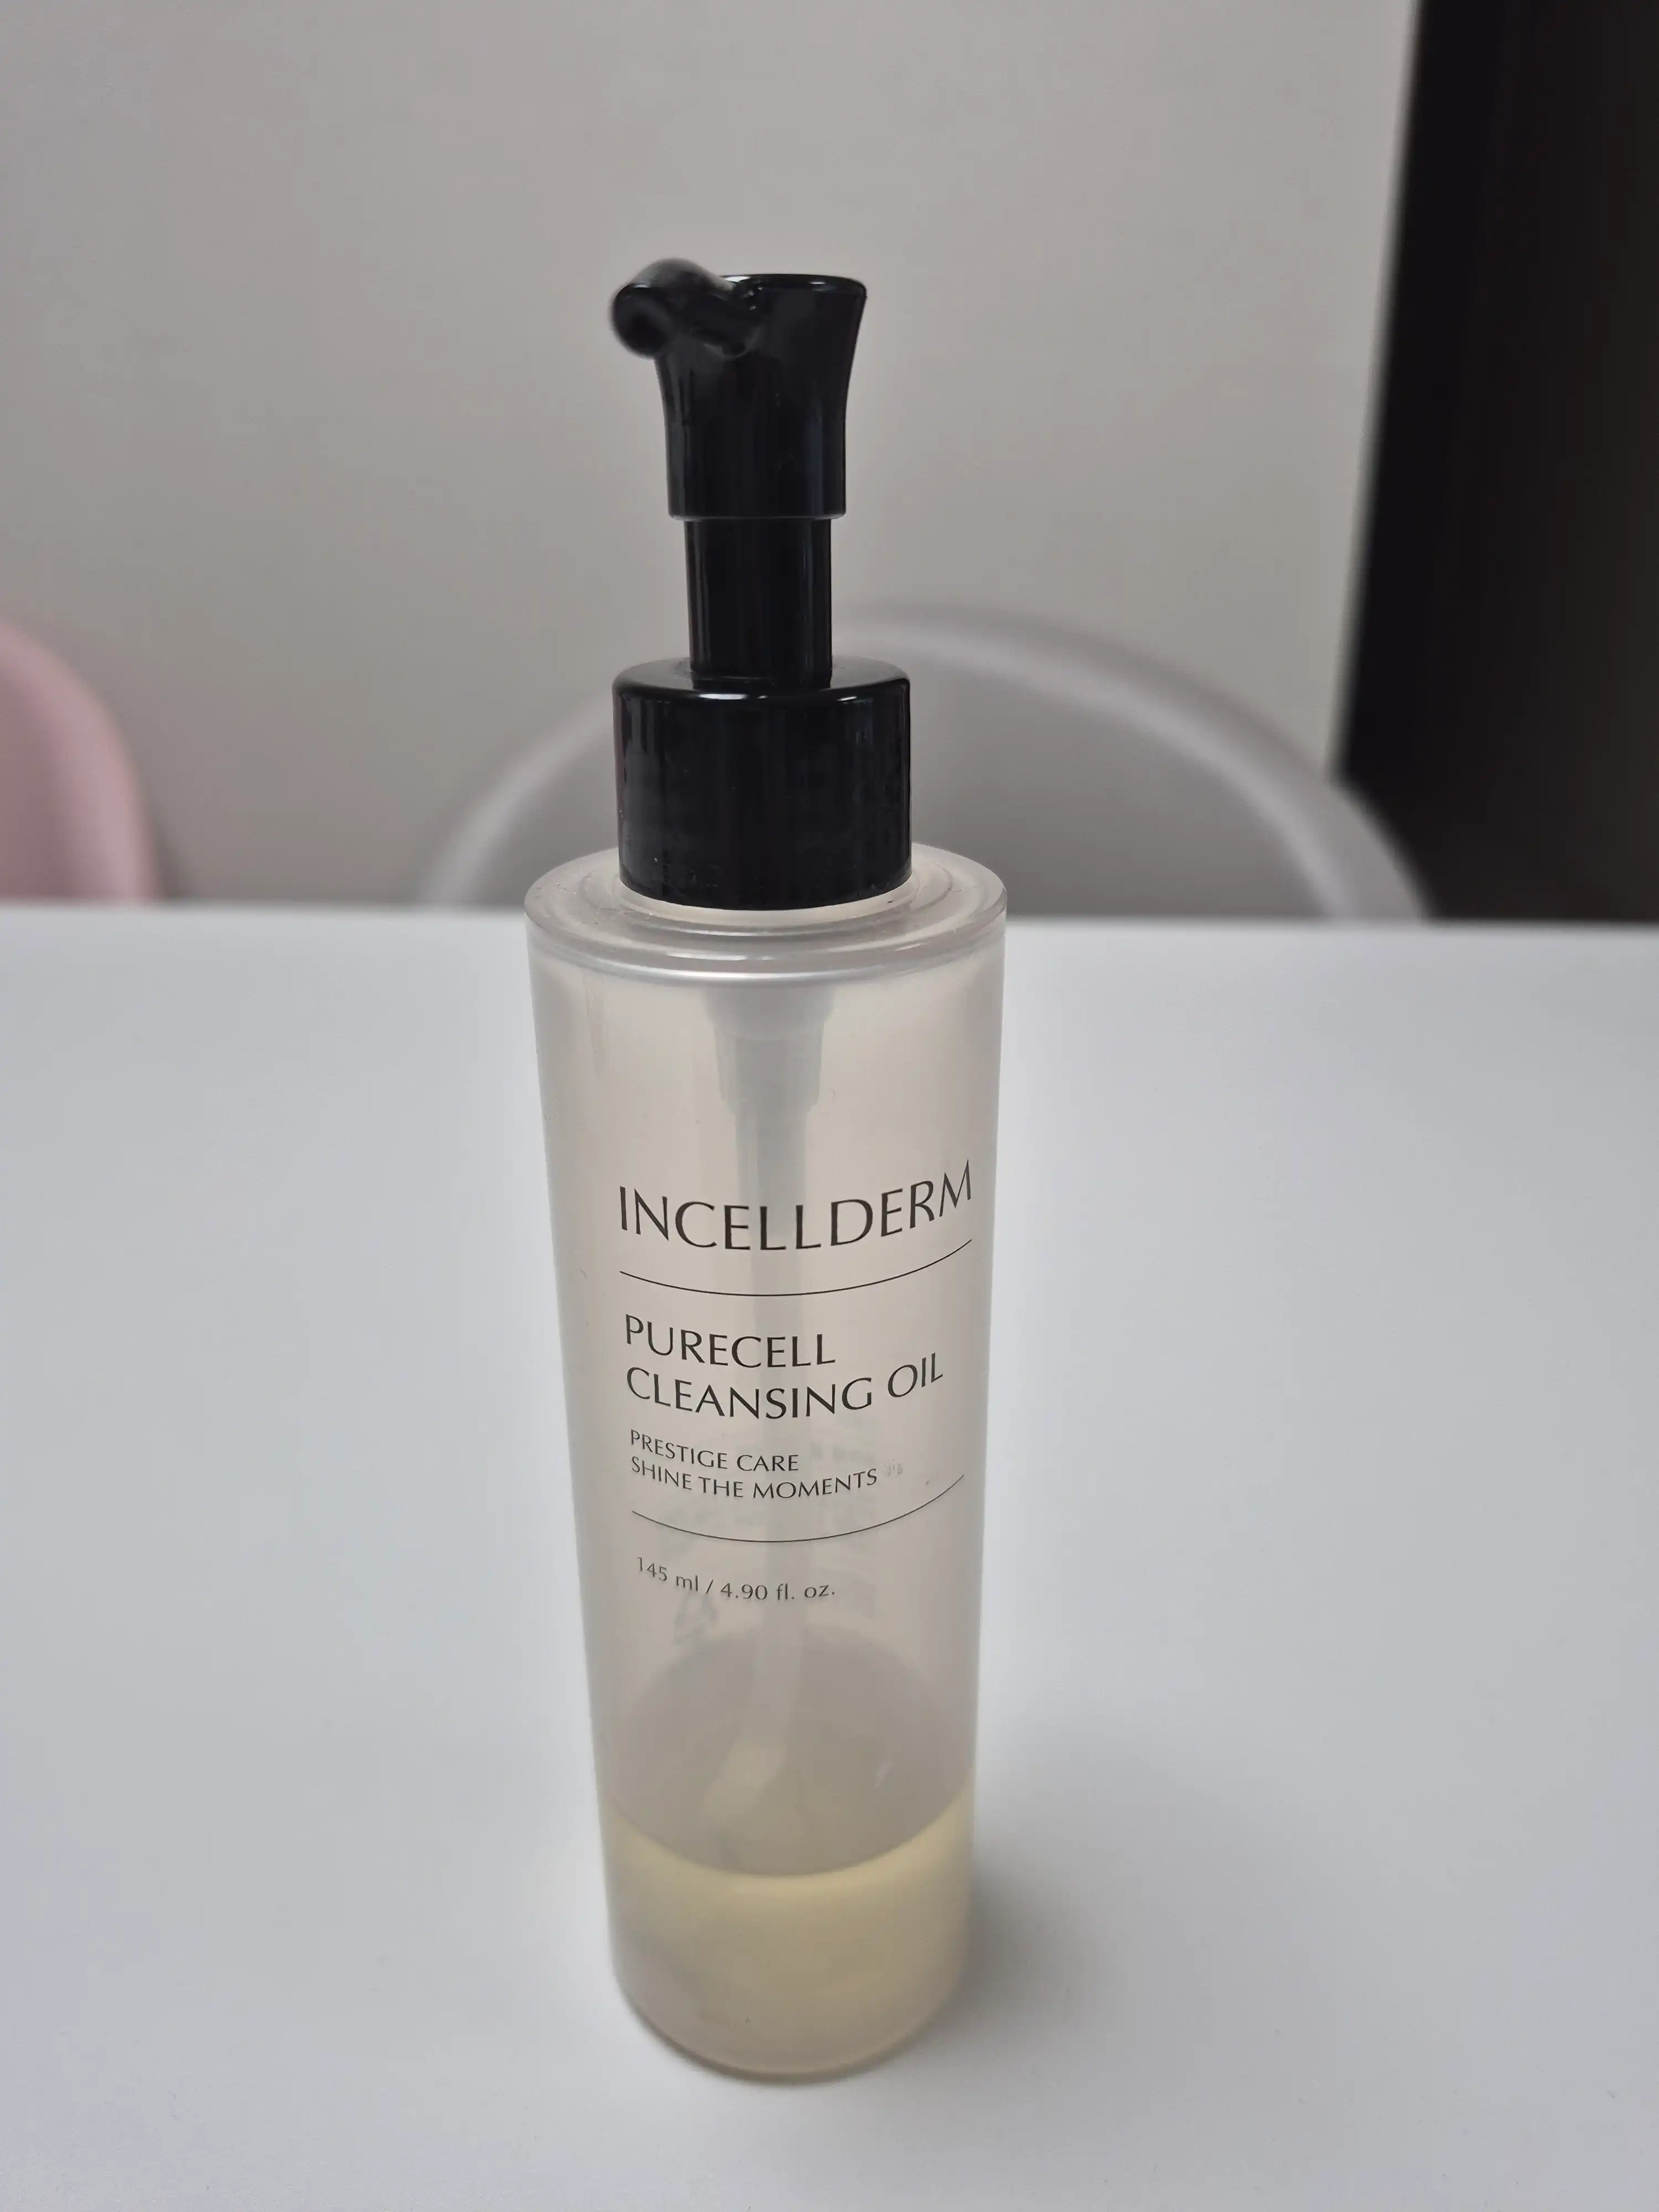 INCELLDERM
PURECELL
CLEANSING OIL
PRESTIGE CARE
SHINE THE MOMENTS
145 ml / 4.90 fl. oz.